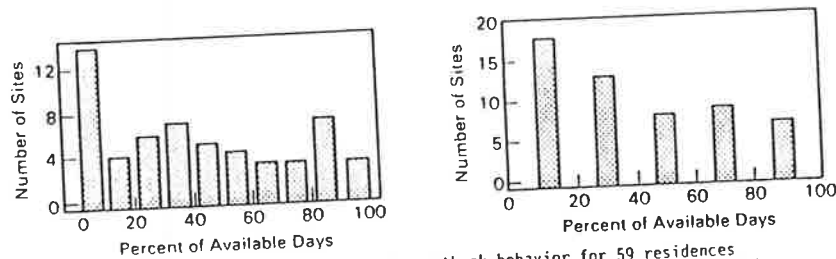 Number of Sites
12
8
4
0
0 20 40 60 80 100
Percent of Available Days
Number of Sites
20
15
10
5
0
0 20 40 60 80 100
Percent of Available Days
behavior for 59 residences